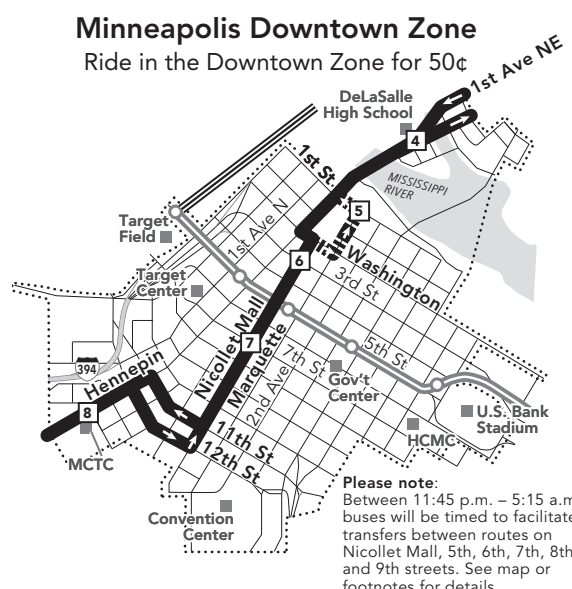 Minneapolis Downtown Zone
Ride in the Downtown Zone for 50¢
1st Ave NE
DeLaSalle
High School
4
1st St
MISSISSIPPI
RIVER
5
Target
Field
1st Ave N
6
Washington
3rd St
Target
Center
Nicollet Mall
7
Marquette
5th St
394
Hennepin
7th St
2nd Ave
Gov't
Center
8
U.S. Bank
Stadium
HCMC
11th St
12th St
MCTC
Convention
Center
Please note:
Between 11:45 p.m. – 5:15 a.m
buses will be timed to facilitate
transfers between routes on
Nicollet Mall, 5th, 6th, 7th, 8th
and 9th streets. See map or
footnotes for details